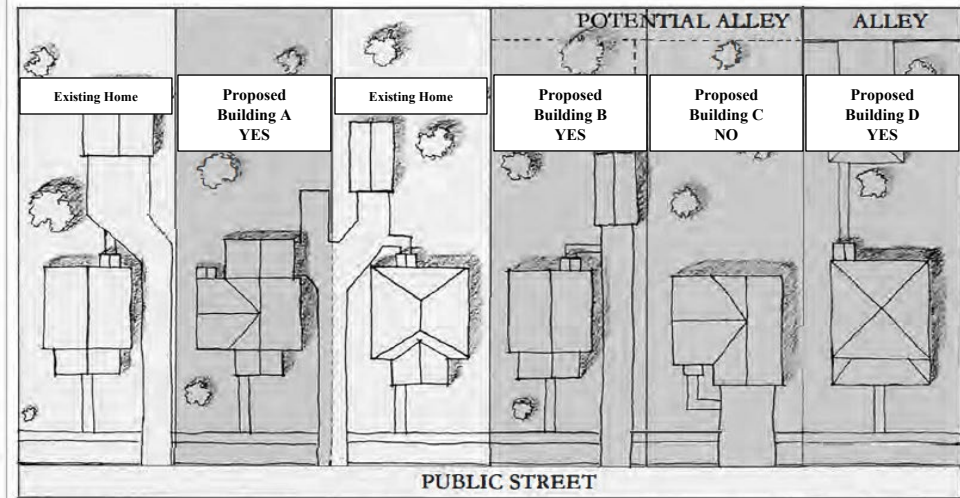 POTENTIAL ALLEY
ALLEY
Existing Home
Proposed
Building A
YES
Existing Home
Proposed
Building B
YES
Proposed
Building C
NO
Proposed
Building D
YES
PUBLIC STREET